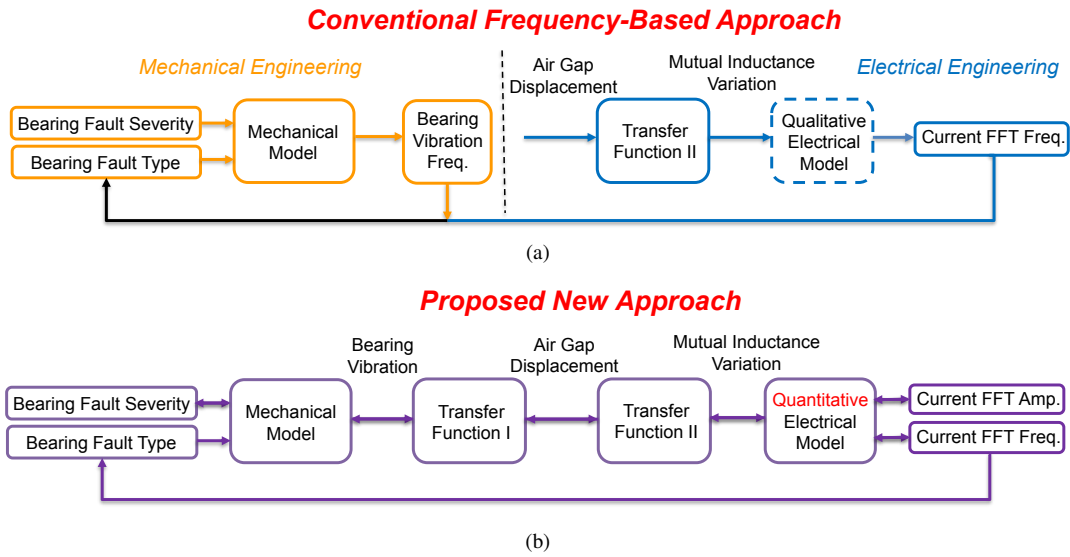 Conventional Frequency-Based Approach
Mechanical Engineering
Air Gap
Displacement
Mutual Inductance
Variation
Electrical Engineering
Bearing Fault Severity
Bearing Fault Type
Mechanical
Model
Bearing
Vibration
Freq.
Transfer
Function II
Qualitative
Electrical
Model
Current FFT Freq.
(a)
Proposed New Approach
Bearing
Vibration
Air Gap
Displacement
Mutual Inductance
Variation
Bearing Fault Severity
Bearing Fault Type
Mechanical
Model
Transfer
Function I
Transfer
Function II
Quantitative
Electrical
Model
Current FFT Amp.
Current FFT Freq.
(b)